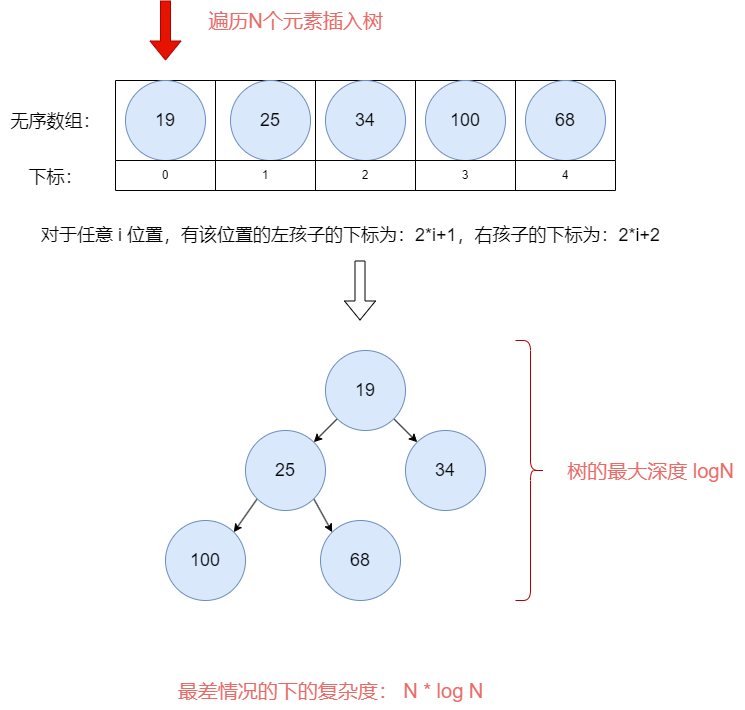 遍历N个元素插入树
无序数组： 19 25 34 100 68
下标： 0 1 2 3 4
对于任意 i 位置，有该位置的左孩子的下标为：2*i+1，右孩子的下标为：2*i+2
19
25 34
树的最大深度 logN
100 68
最差情况的下的复杂度： N * log N